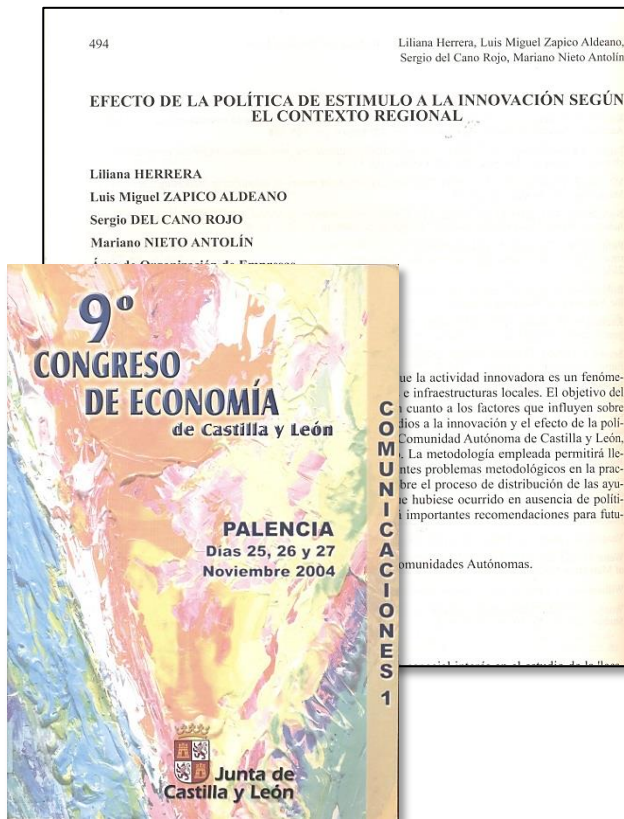 494
Liliana Herrera, Luis Miguel Zapico Aldeano,
Sergio del Cano Rojo, Mariano Nieto Antolín
EFECTO DE LA POLÍTICA DE ESTIMULO A LA INNOVACIÓN SEGÚN
EL CONTEXTO REGIONAL
Liliana HERRERA
Luis Miguel ZAPICO ALDEANO
Sergio DEL CANO ROJO
Mariano NIETO ANTOLÍN
Área de Organización de Empresas
ue la actividad innovadora es un fenóme-
e infraestructuras locales. El objetivo del
cuanto a los factores que influyen sobre
dios a la innovación y el efecto de la polí-
Comunidad Autónoma de Castilla y León,
. La metodología empleada permitirá lle-
ntes problemas metodológicos en la prac-
bre el proceso de distribución de las ayu-
e hubiese ocurrido en ausencia de políti-
importantes recomendaciones para futu-
omunidades Autónomas.
9º
CONGRESO
DE ECONOMÍA
de Castilla y León
PALENCIA
Días 25, 26 y 27
Noviembre 2004
COMUNICACIONES 1
Junta de
Castilla y León